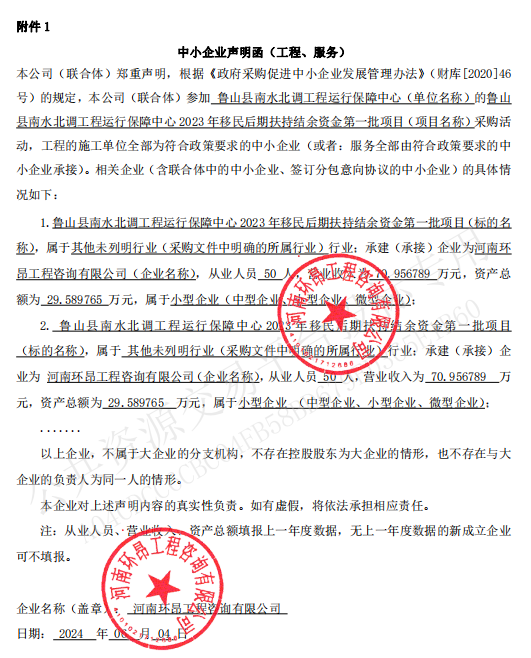 附件 1
中小企业声明函（工程、服务）
本公司（联合体）郑重声明，根据《政府采购促进中小企业发展管理办法》（财库[2020]46
号）的规定，本公司（联合体）参加 鲁山县南水北调工程运行保障中心（单位名称）的鲁山
县南水北调工程运行保障中心 2023 年移民后期扶持结余资金第一批项目（项目名称）采购活
动，工程的施工单位全部为符合政策要求的中小企业（或者：服务全部由符合政策要求的中
小企业承接）。相关企业（含联合体中的中小企业、签订分包意向协议的中小企业）的具体情
况如下：
1.鲁山县南水北调工程运行保障中心 2023 年移民后期扶持结余资金第一批项目（标的名
称），属于其他未列明行业（采购文件中明确的所属行业）行业；承建（承接）企业为河南环
昂工程咨询有限公司（企业名称），从业人员 50 人，营业收入为 70.956789 万元，资产总
额为 29.589765 万元，属于小型企业（中型企业、小型企业、微型企业）；
2. 鲁山县南水北调工程运行保障中心 2023 年移民后期扶持结余资金第一批项目
（标的名称），属于 其他未列明行业（采购文件中明确的所属行业）行业；承建（承接）企
业为 河南环昂工程咨询有限公司（企业名称），从业人员 50 人，营业收入为 70.956789 万
元，资产总额为 29.589765 万元，属于 小型企业 （中型企业、小型企业、微型企业）；
.......
以上企业，不属于大企业的分支机构，不存在控股股东为大企业的情形，也不存在与大
企业的负责人为同一人的情形。
本企业对上述声明内容的真实性负责。如有虚假，将依法承担相应责任。
注：从业人员、营业收入、资产总额填报上一年度数据，无上一年度数据的新成立企业
可不填报。
河南环昂工程咨询有限公司
河南环昂工程咨询有限公司
企业名称（盖章）： 河南环昂工程咨询有限公司
日期： 2024 年 06 月 04 日